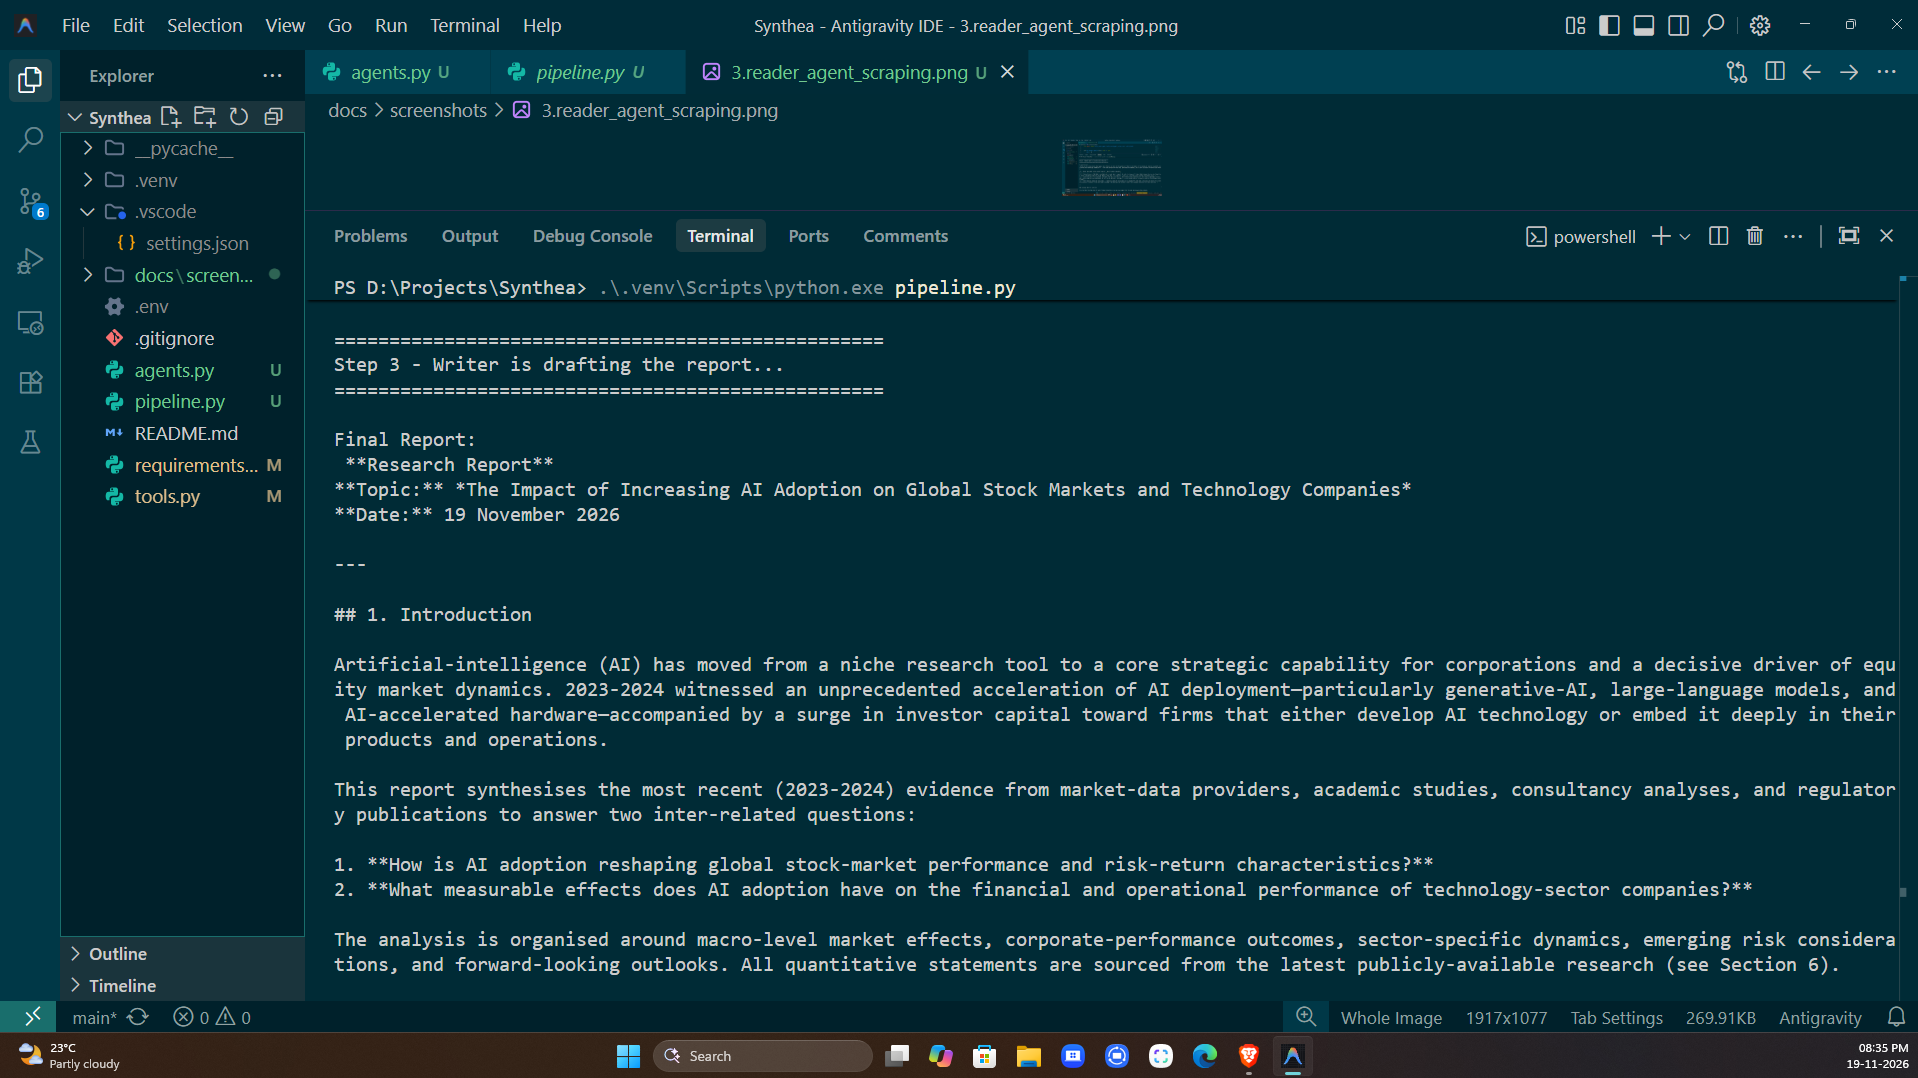 File Edit Selection View Go Run Terminal Help
Synthea - Antigravity IDE - 3.reader_agent_scraping.png
Explorer
agents.py U
pipeline.py U
3.reader_agent_scraping.png U
docs > screenshots > 3.reader_agent_scraping.png
Synthea
__pycache__
.venv
.vscode
{ } settings.json
docs\screen...
.env
.gitignore
agents.py U
pipeline.py U
README.md
requirements... M
tools.py M
Outline
Timeline
6
Problems Output Debug Console Terminal Ports Comments
powershell
PS D:\Projects\Synthea> .\.venv\Scripts\python.exe pipeline.py
==================================================
Step 3 - Writer is drafting the report...
==================================================
Final Report:
**Research Report**
**Topic:** *The Impact of Increasing AI Adoption on Global Stock Markets and Technology Companies*
**Date:** 19 November 2026
---
## 1. Introduction
Artificial-intelligence (AI) has moved from a niche research tool to a core strategic capability for corporations and a decisive driver of equ
ity market dynamics. 2023-2024 witnessed an unprecedented acceleration of AI deployment—particularly generative-AI, large-language models, and
AI-accelerated hardware—accompanied by a surge in investor capital toward firms that either develop AI technology or embed it deeply in their
products and operations.
This report synthesises the most recent (2023-2024) evidence from market-data providers, academic studies, consultancy analyses, and regulator
y publications to answer two inter-related questions:
1. **How is AI adoption reshaping global stock-market performance and risk-return characteristics?**
2. **What measurable effects does AI adoption have on the financial and operational performance of technology-sector companies?**
The analysis is organised around macro-level market effects, corporate-performance outcomes, sector-specific dynamics, emerging risk considera
tions, and forward-looking outlooks. All quantitative statements are sourced from the latest publicly-available research (see Section 6).
main* 0 0
Whole Image 1917x1077 Tab Settings 269.91KB Antigravity
23°C
Partly cloudy
Search
08:35 PM
19-11-2026